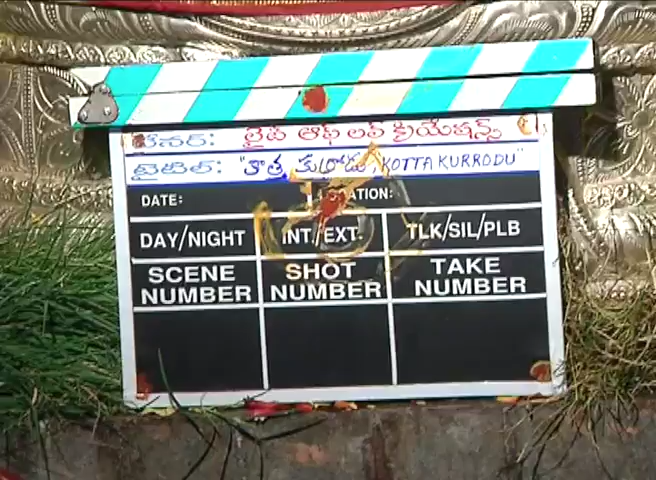 బేనర్: లైఫ్ ఆఫ్ లవ్ క్రియేషన్స్
టైటిల్: "కొత్త కుర్రోడు, KOTTA KURRODU"
DATE:
DAY/NIGHT INT./EXT. TLK/SIL/PLB
SCENE NUMBER SHOT NUMBER TAKE NUMBER